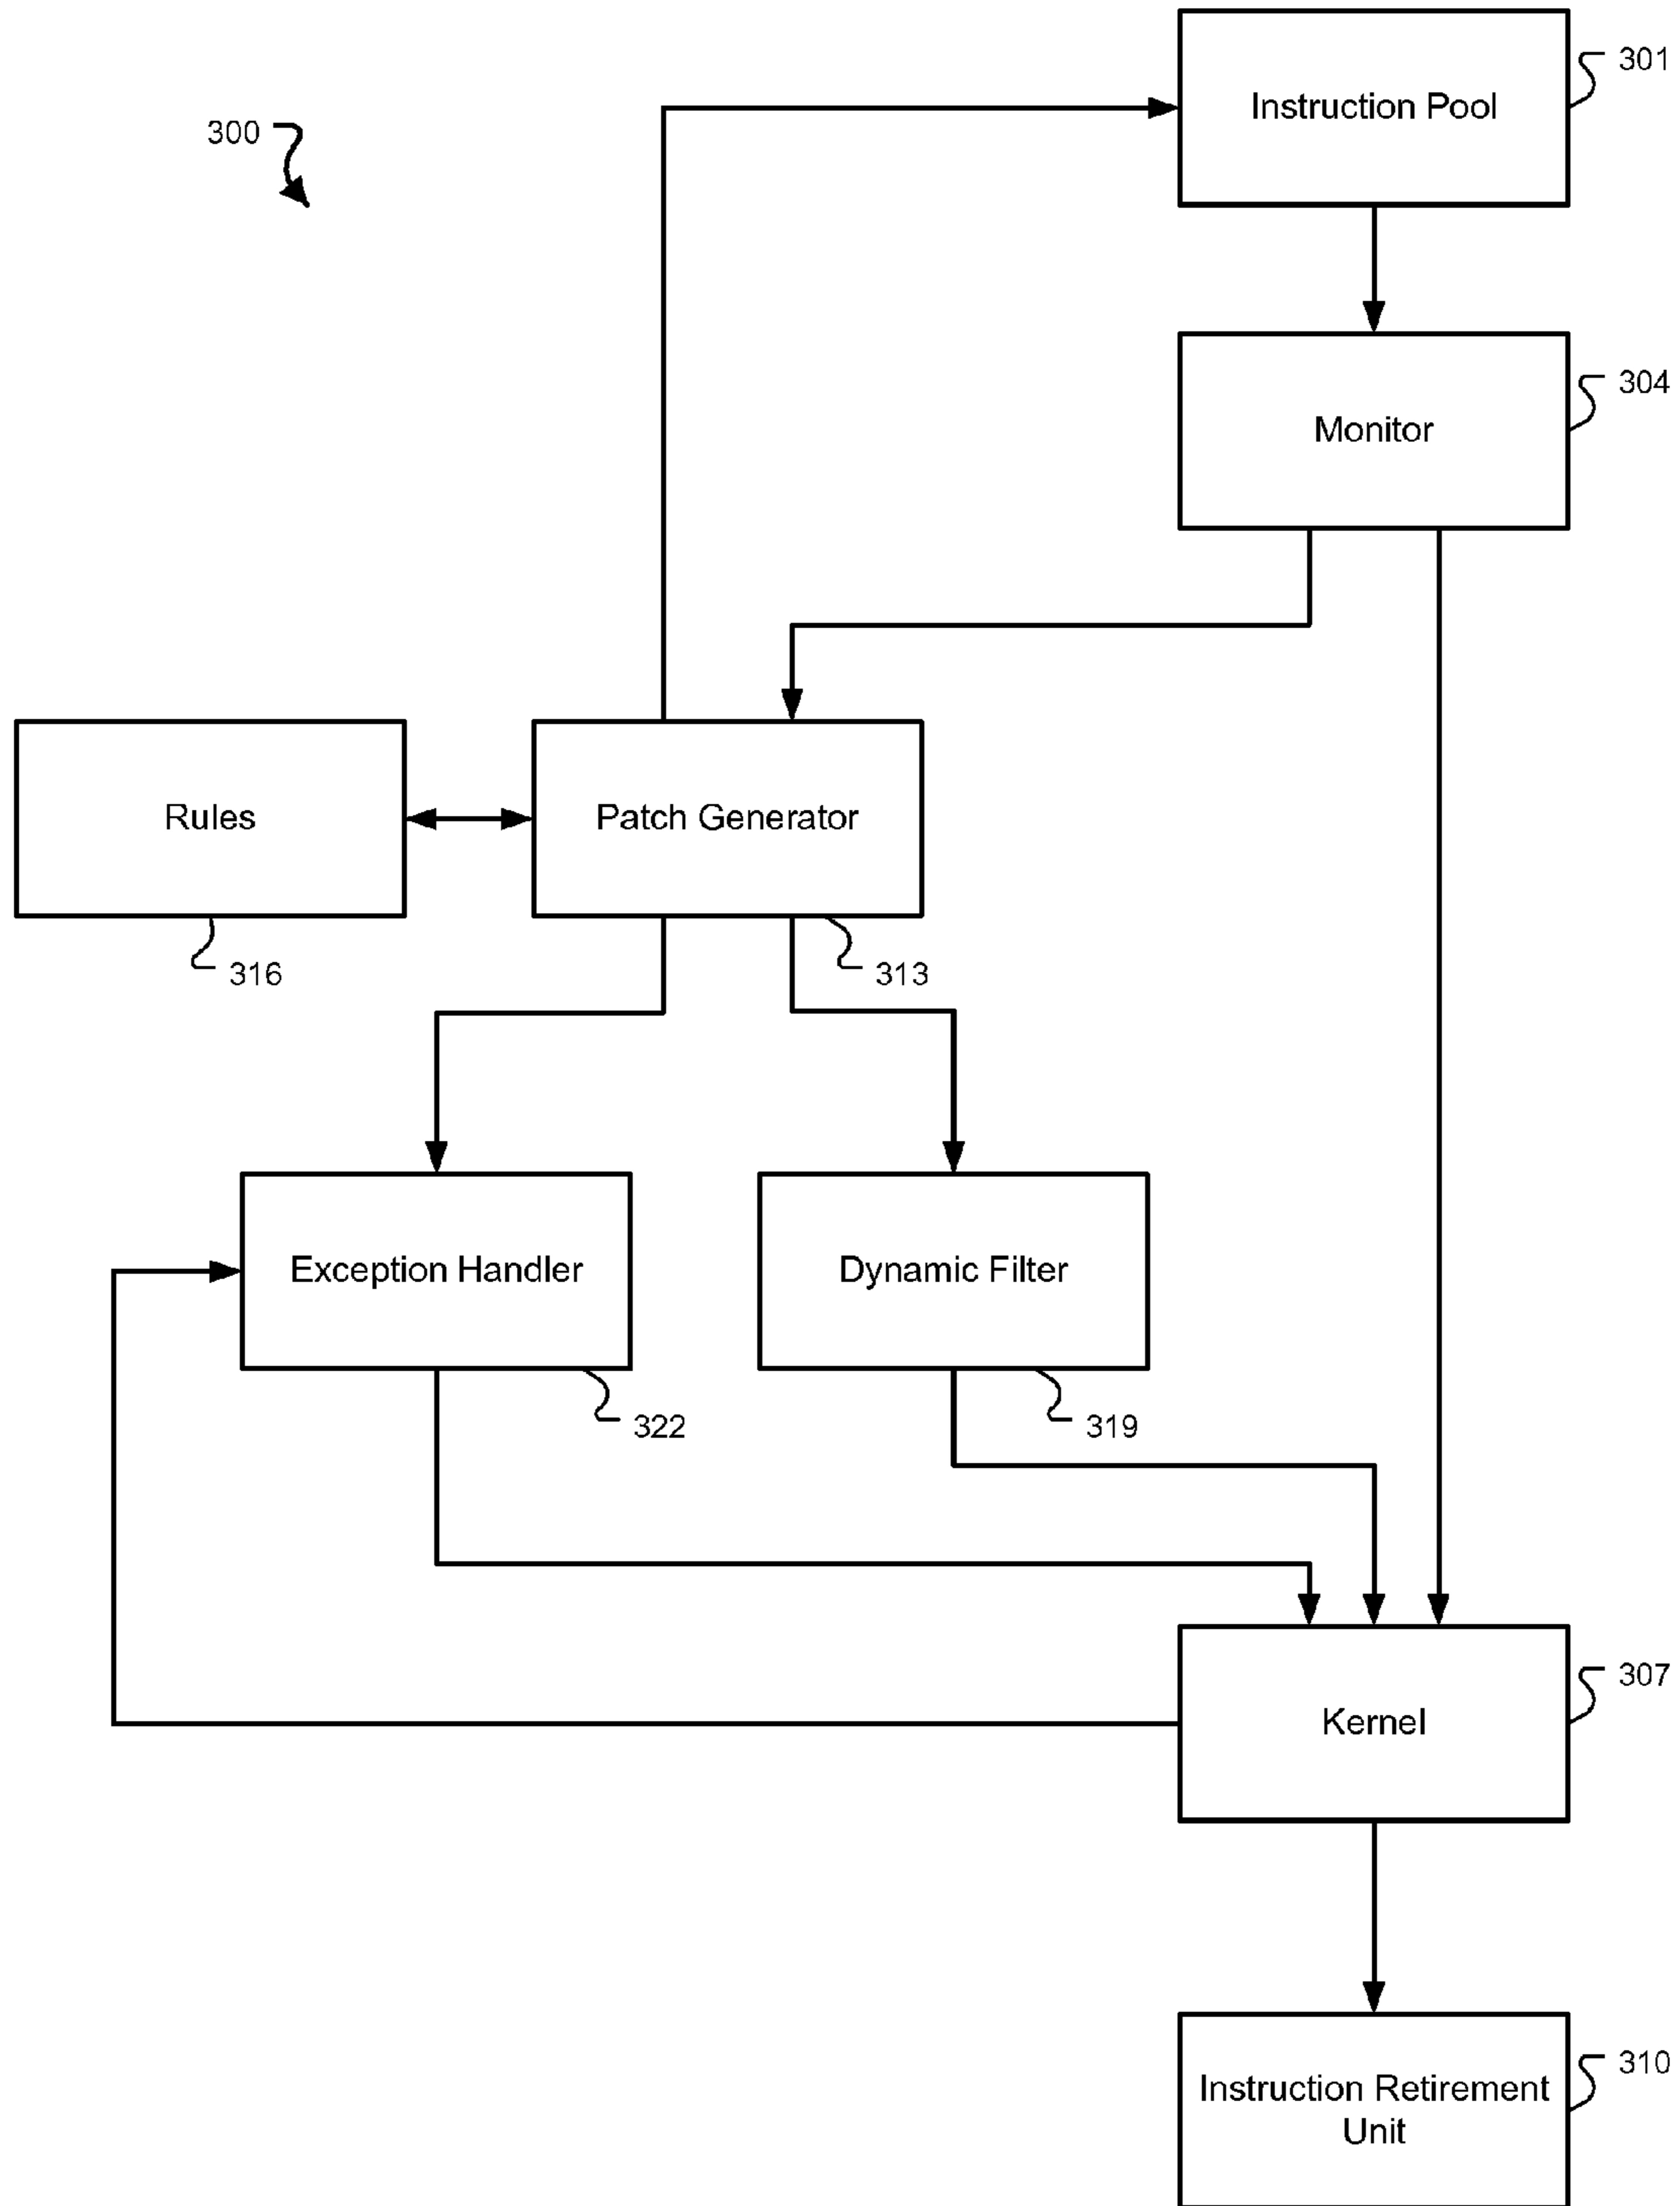 Instruction Pool
301
300
Monitor
304
Rules
316
Patch Generator
313
Exception Handler
322
Dynamic Filter
319
Kernel
307
Instruction Retirement
Unit
310